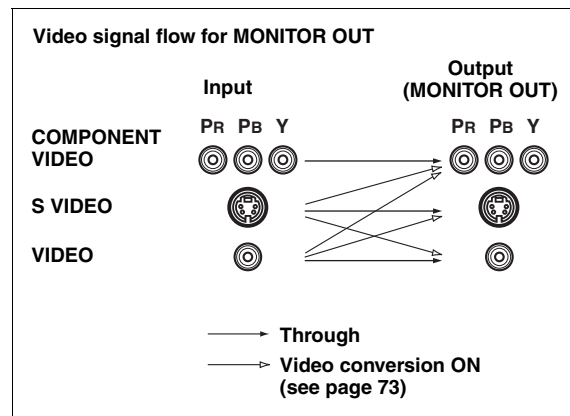 Video signal flow for MONITOR OUT
Input
Output
(MONITOR OUT)
PR PB Y
PR PB Y
COMPONENT
VIDEO
S VIDEO
VIDEO
Through
Video conversion ON
(see page 73)